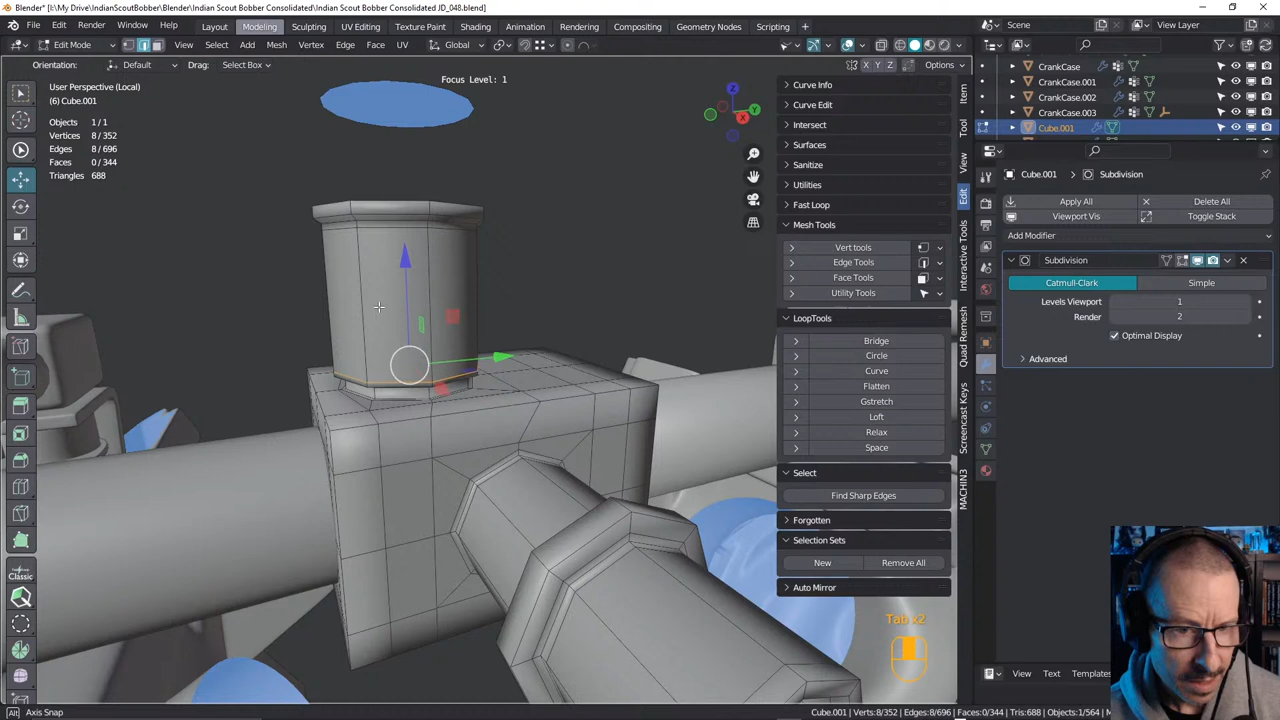 Blender* [I:\My Drive\IndianScoutBobber\Blender\Indian Scout Bobber Consolidated\Indian Scout Bobber Consolidated JD_048.blend]
File Edit Render Window Help Layout Modeling Sculpting UV Editing Texture Paint Shading Animation Rendering Compositing Geometry Nodes Scripting + Scene View Layer
Edit Mode View Select Add Mesh Vertex Edge Face UV Global X Y Z Options
Orientation: Default Drag: Select Box
Focus Level: 1
User Perspective (Local)
(6) Cube.001
Objects 1/1
Vertices 8/352
Edges 8/696
Faces 0/344
Triangles 688
Z
Y
X
Curve Info
Curve Edit
Intersect
Surfaces
Sanitize
Utilities
Fast Loop
Mesh Tools
Vert tools
Edge Tools
Face Tools
Utility Tools
LoopTools
Bridge
Circle
Curve
Flatten
Gstretch
Loft
Relax
Space
Select
Find Sharp Edges
Forgotten
Selection Sets
New Remove All
Auto Mirror
Item
Tool
View
Edit
Interactive Tools
Quad Remesh
Screencast Keys
MACHIN3
CrankCase
CrankCase.001
CrankCase.002
CrankCase.003
Cube.001
Cube.001 Subdivision
Apply All Delete All
Viewport Vis Toggle Stack
Add Modifier
Subdivision
Catmull-Clark Simple
Levels Viewport 1
Render 2
Optimal Display
Advanced
Classic
Tab x2
View Text Templates
Alt Axis Snap
Cube.001 | Verts:8/352 | Edges:8/696 | Faces:0/344 | Tris:688 | Objects:1/564